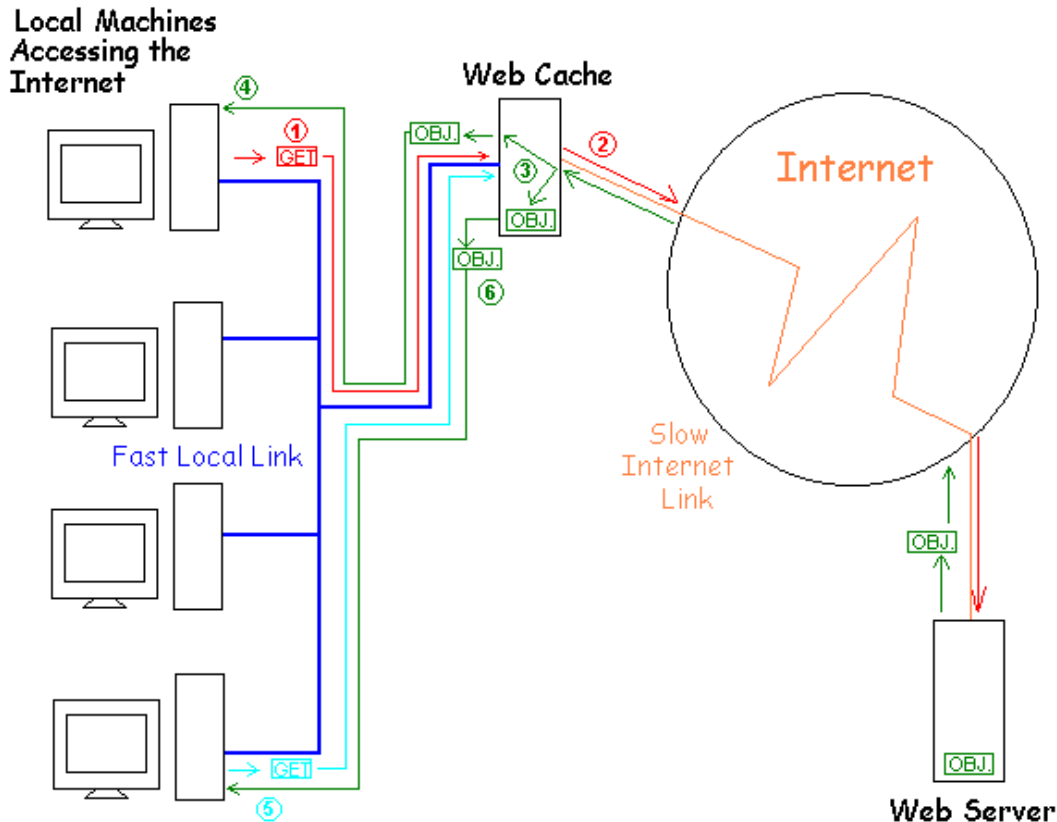 Local Machines
Accessing the
Internet
Web Cache
④
①
GET
OBJ.
②
③
OBJ.
OBJ.
⑥
Internet
Fast Local Link
Slow
Internet
Link
OBJ.
GET
⑤
OBJ.
Web Server